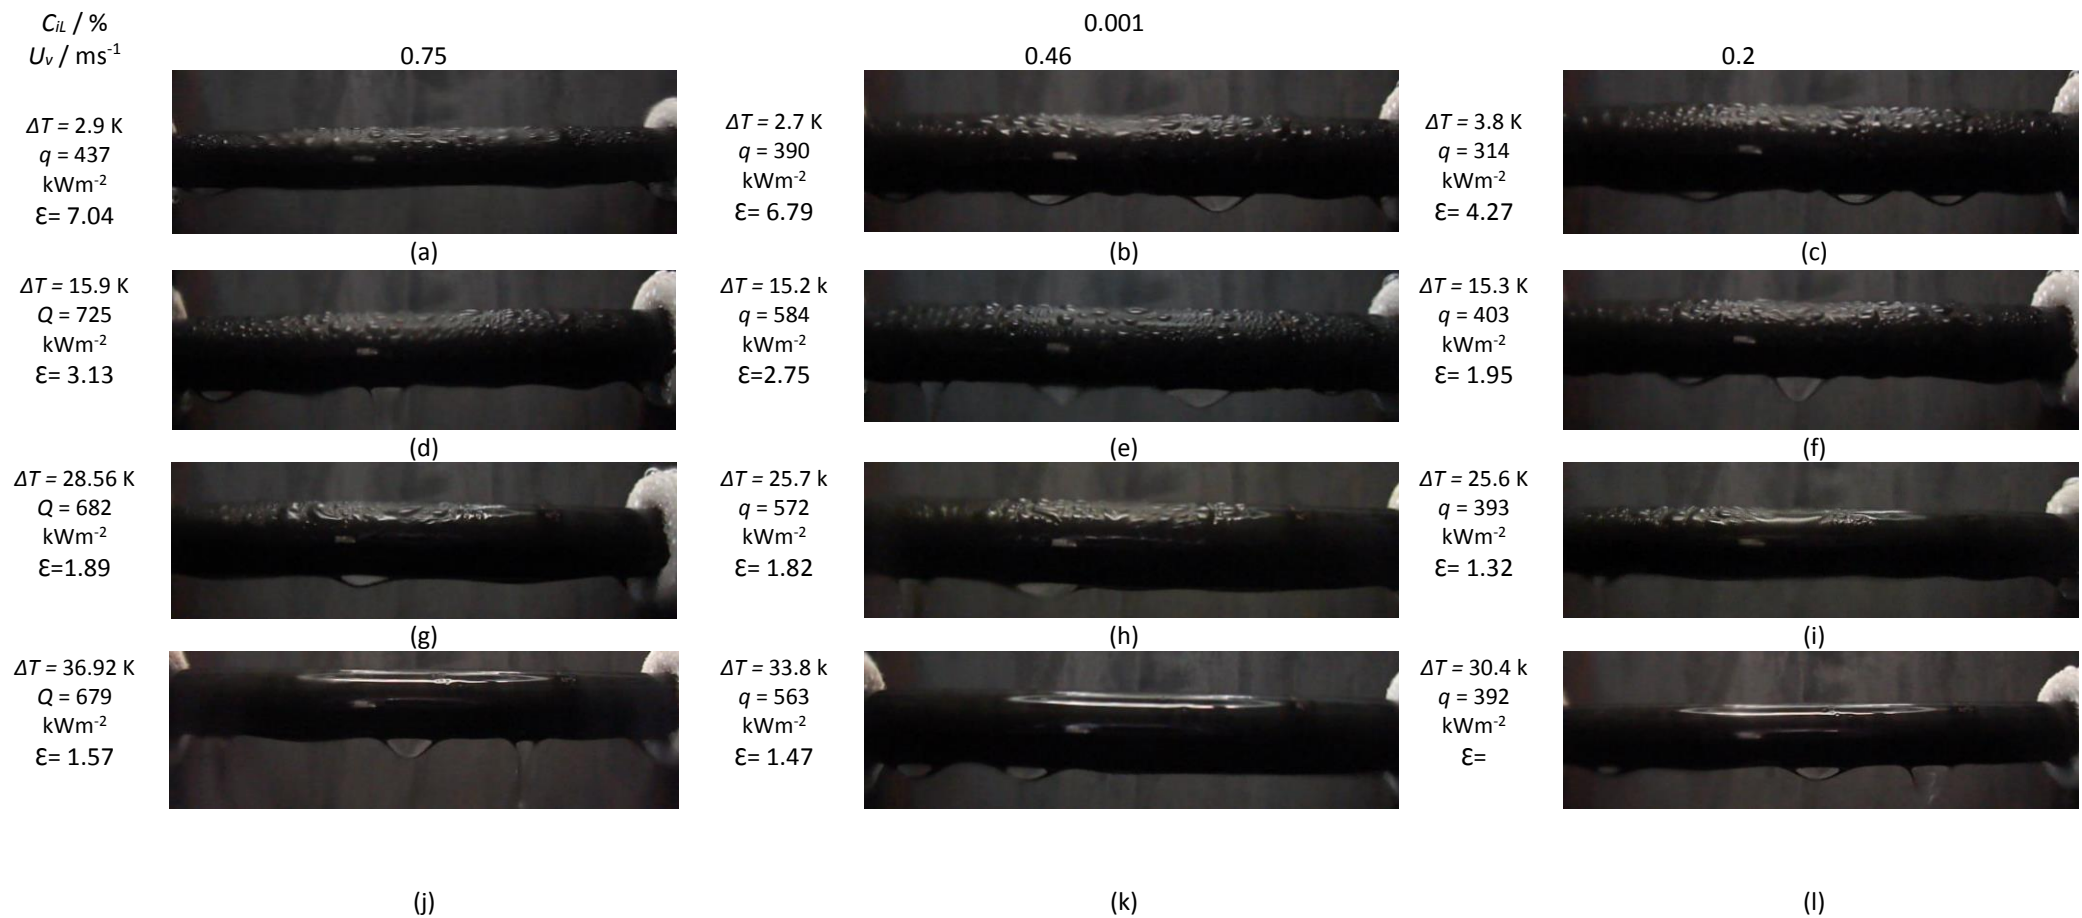 CiL / % 0.001
Uv / ms-1 0.75 0.46 0.2
ΔT = 2.9 K
q = 437
kWm-2
Ɛ= 7.04
(a)
ΔT = 2.7 K
q = 390
kWm-2
Ɛ= 6.79
(b)
ΔT = 3.8 K
q = 314
kWm-2
Ɛ= 4.27
(c)
ΔT = 15.9 K
Q = 725
kWm-2
Ɛ= 3.13
(d)
ΔT = 15.2 k
q = 584
kWm-2
Ɛ=2.75
(e)
ΔT = 15.3 K
q = 403
kWm-2
Ɛ= 1.95
(f)
ΔT = 28.56 K
Q = 682
kWm-2
Ɛ=1.89
(g)
ΔT = 25.7 k
q = 572
kWm-2
Ɛ= 1.82
(h)
ΔT = 25.6 K
q = 393
kWm-2
Ɛ= 1.32
(i)
ΔT = 36.92 K
Q = 679
kWm-2
Ɛ= 1.57
(j)
ΔT = 33.8 k
q = 563
kWm-2
Ɛ= 1.47
(k)
ΔT = 30.4 k
q = 392
kWm-2
Ɛ=
(l)